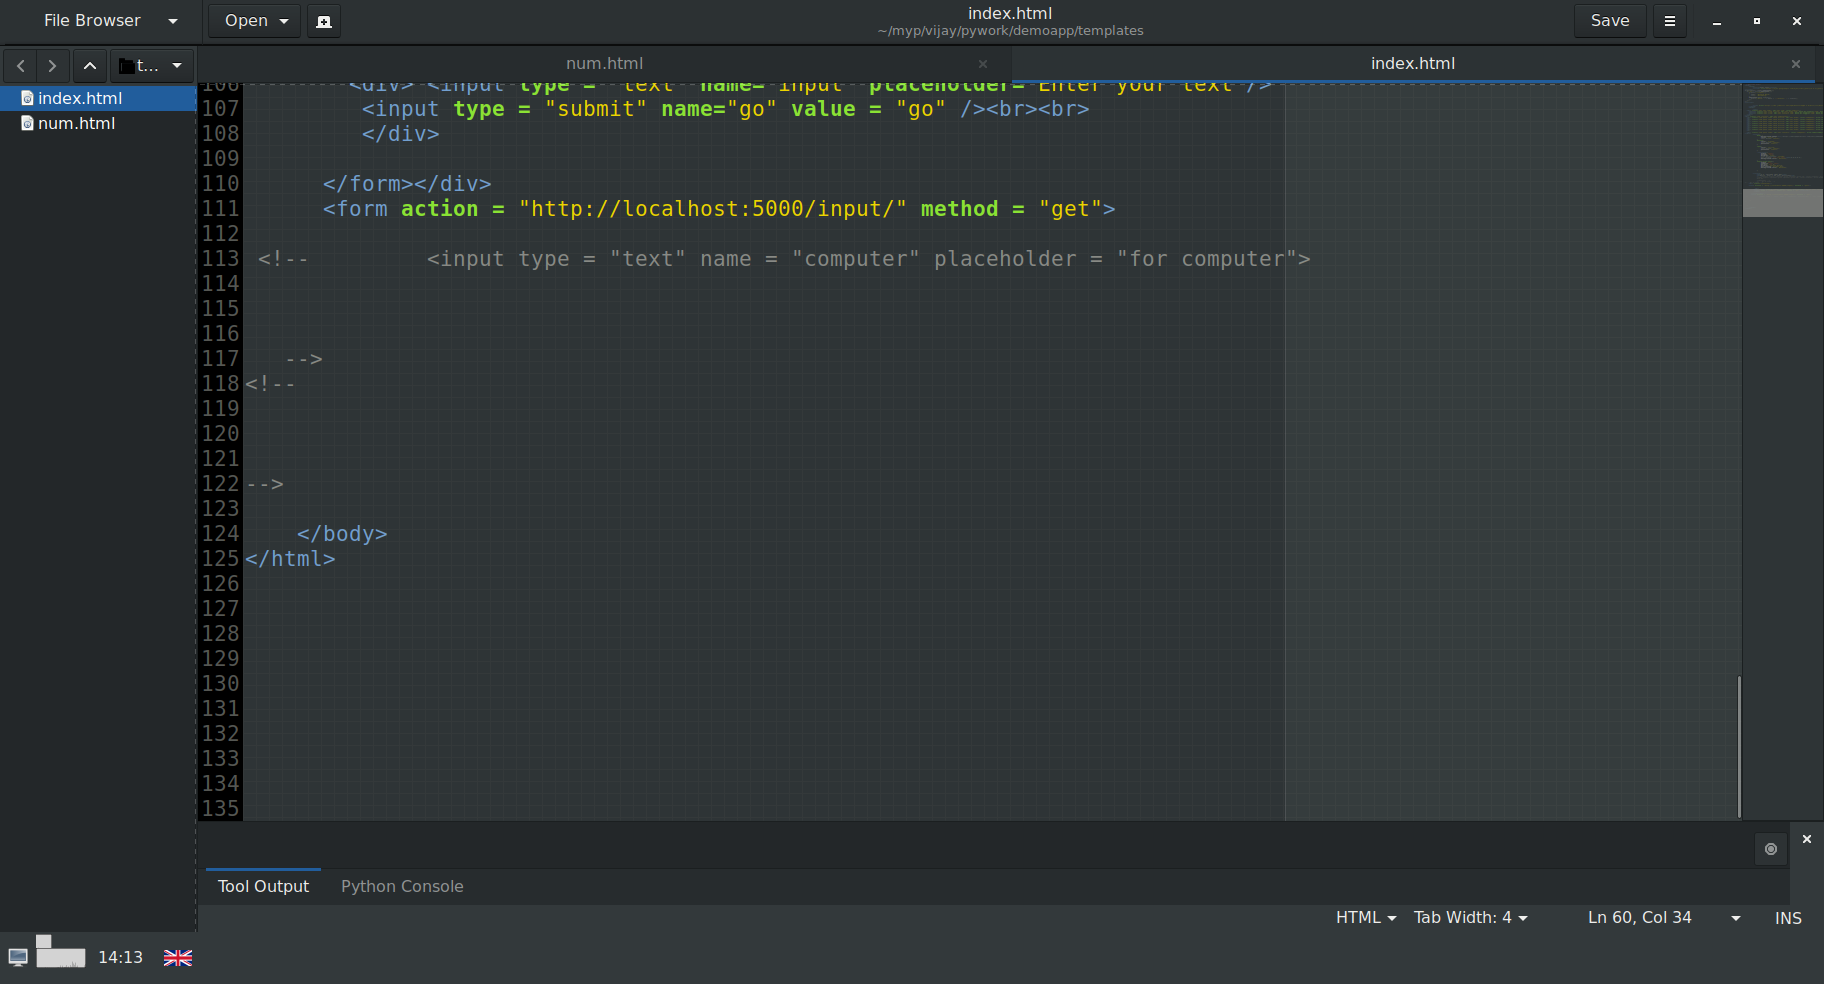 File Browser
Open
index.html
~/myp/vijay/pywork/demoapp/templates
Save
t...
num.html
index.html
index.html
num.html
106 <div> <input type = "text" name="input" placeholder="Enter your text"/>
107 <input type = "submit" name="go" value = "go" /><br><br>
108 </div>
109
110 </form></div>
111 <form action = "http://localhost:5000/input/" method = "get">
112
113 <!-- <input type = "text" name = "computer" placeholder = "for computer">
114
115
116
117 -->
118 <!--
119
120
121
122 -->
123
124 </body>
125 </html>
126
127
128
129
130
131
132
133
134
135
Tool Output
Python Console
HTML
Tab Width: 4
Ln 60, Col 34
INS
14:13